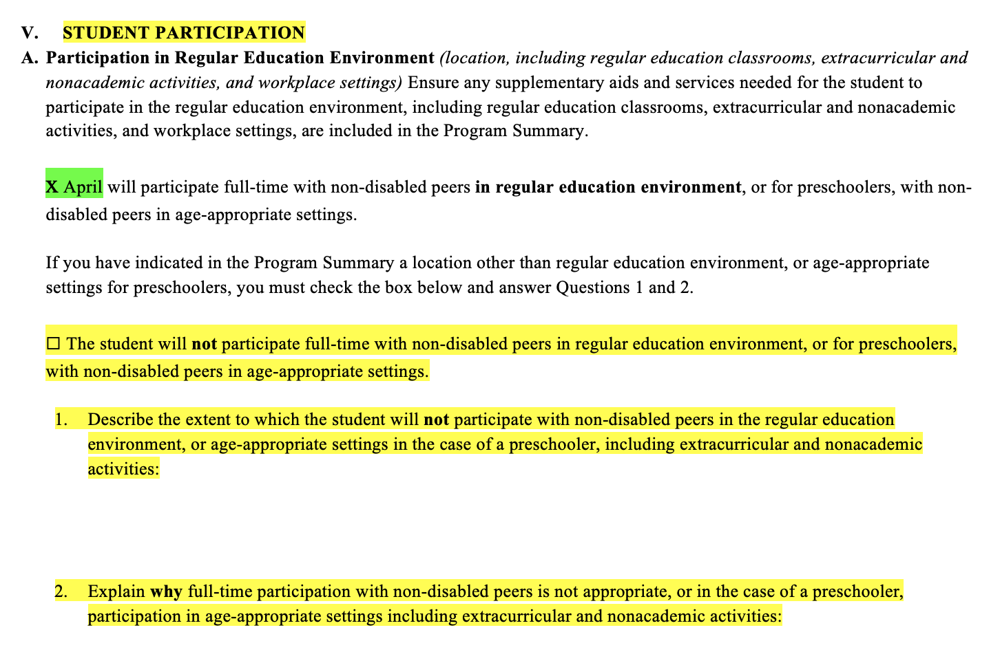 V. STUDENT PARTICIPATION
A. Participation in Regular Education Environment (location, including regular education classrooms, extracurricular and
nonacademic activities, and workplace settings) Ensure any supplementary aids and services needed for the student to
participate in the regular education environment, including regular education classrooms, extracurricular and nonacademic
activities, and workplace settings, are included in the Program Summary.
X April will participate full-time with non-disabled peers in regular education environment, or for preschoolers, with non-
disabled peers in age-appropriate settings.
If you have indicated in the Program Summary a location other than regular education environment, or age-appropriate
settings for preschoolers, you must check the box below and answer Questions 1 and 2.
☐ The student will not participate full-time with non-disabled peers in regular education environment, or for preschoolers,
with non-disabled peers in age-appropriate settings.
1. Describe the extent to which the student will not participate with non-disabled peers in the regular education
environment, or age-appropriate settings in the case of a preschooler, including extracurricular and nonacademic
activities:
2. Explain why full-time participation with non-disabled peers is not appropriate, or in the case of a preschooler,
participation in age-appropriate settings including extracurricular and nonacademic activities: